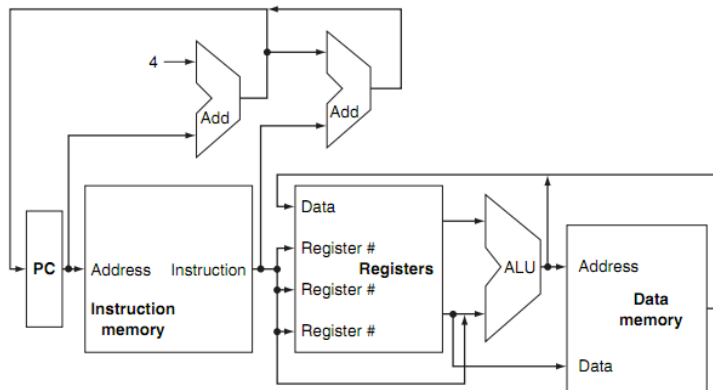 4
Add
Add
Data
PC
Address
Instruction
Register #
Registers
ALU
Address
Instruction
memory
Register #
Data
memory
Register #
Data